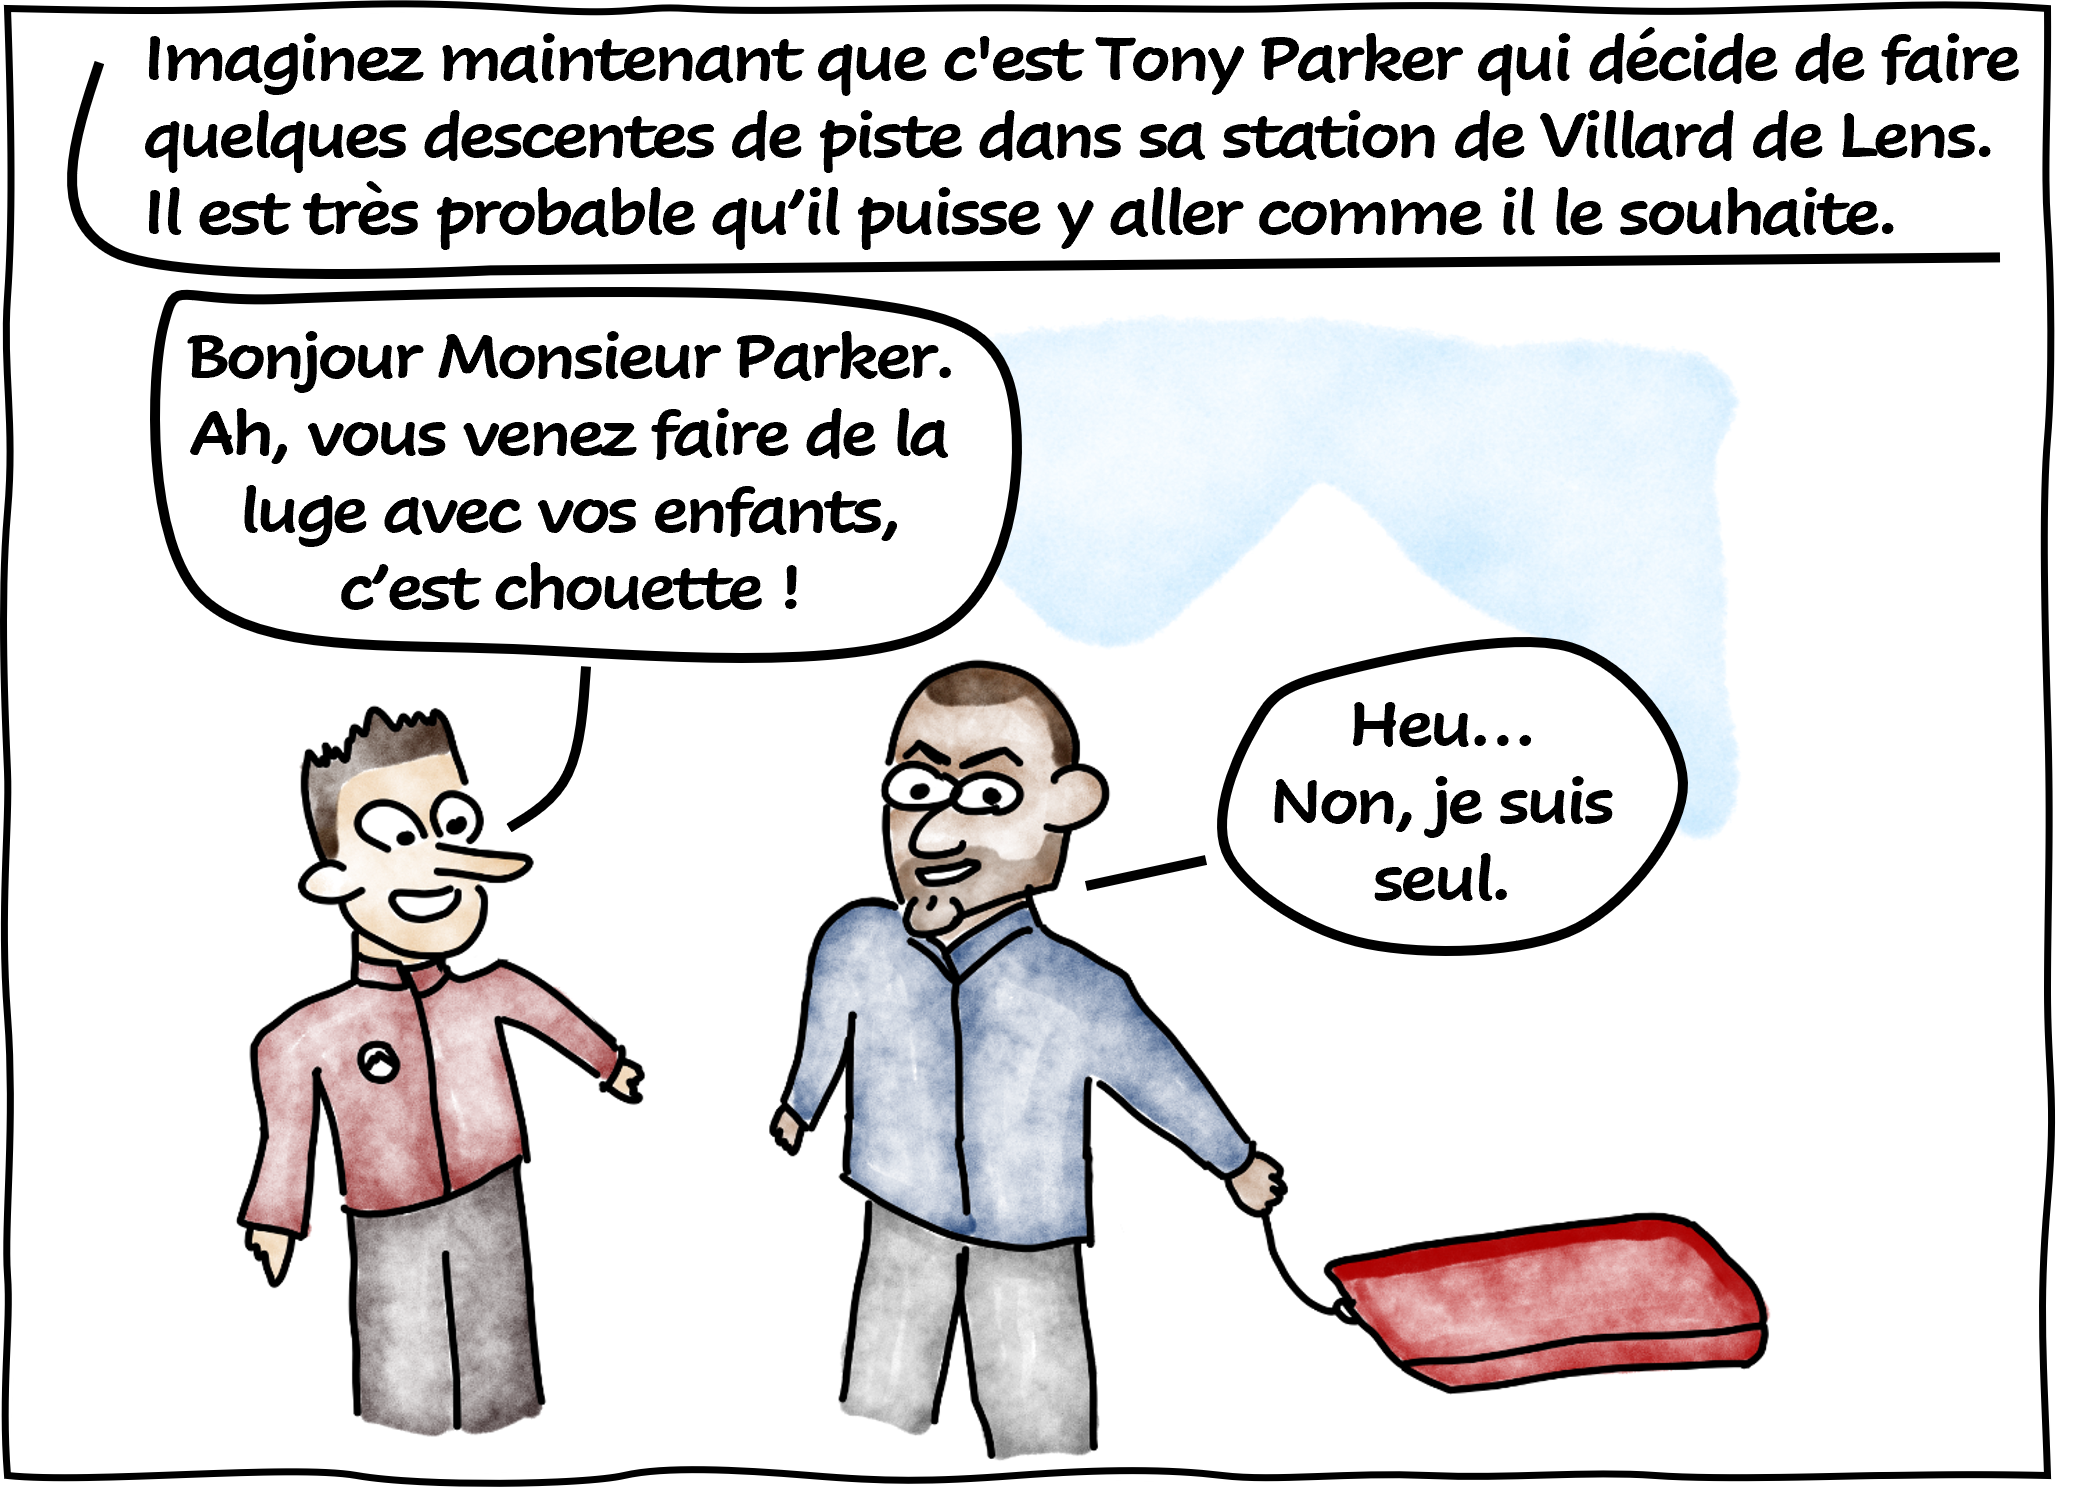 Imaginez maintenant que c'est Tony Parker qui décide de faire
quelques descentes de piste dans sa station de Villard de Lens.
Il est très probable qu’il puisse y aller comme il le souhaite.
Bonjour Monsieur Parker.
Ah, vous venez faire de la
luge avec vos enfants,
c’est chouette !
Heu...
Non, je suis
seul.